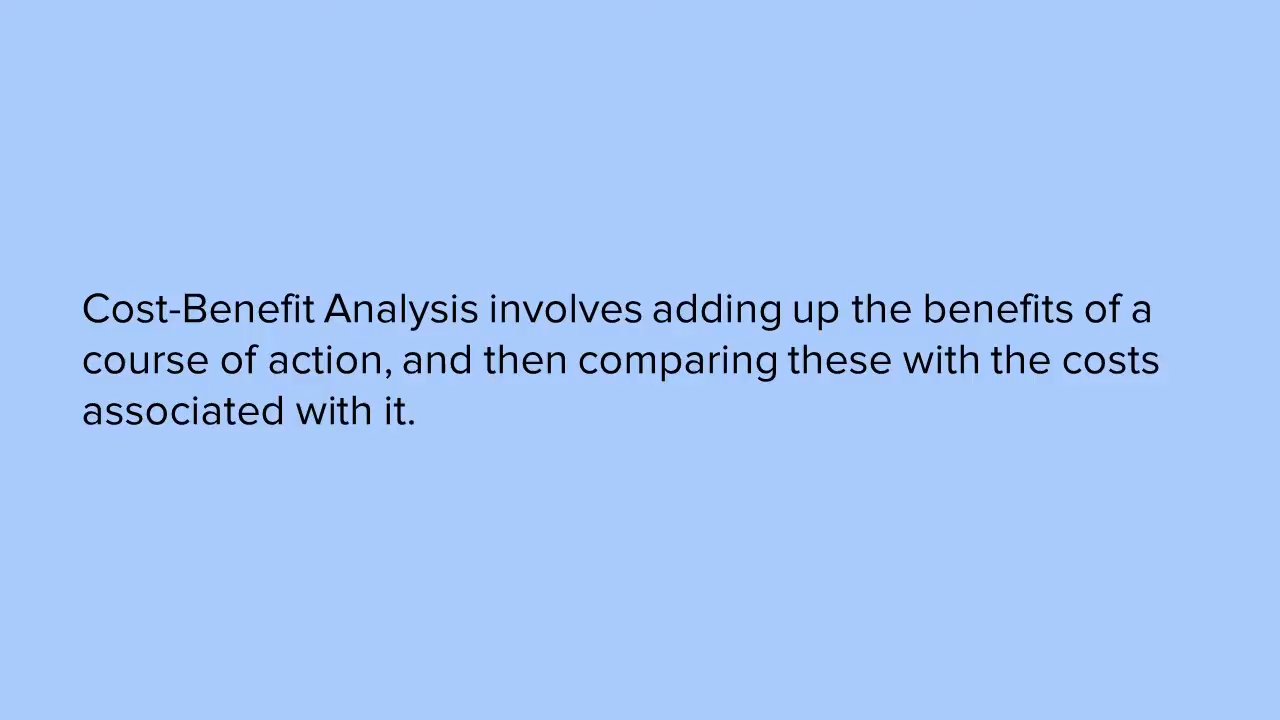 Cost-Benefit Analysis involves adding up the benefits of a
course of action, and then comparing these with the costs
associated with it.